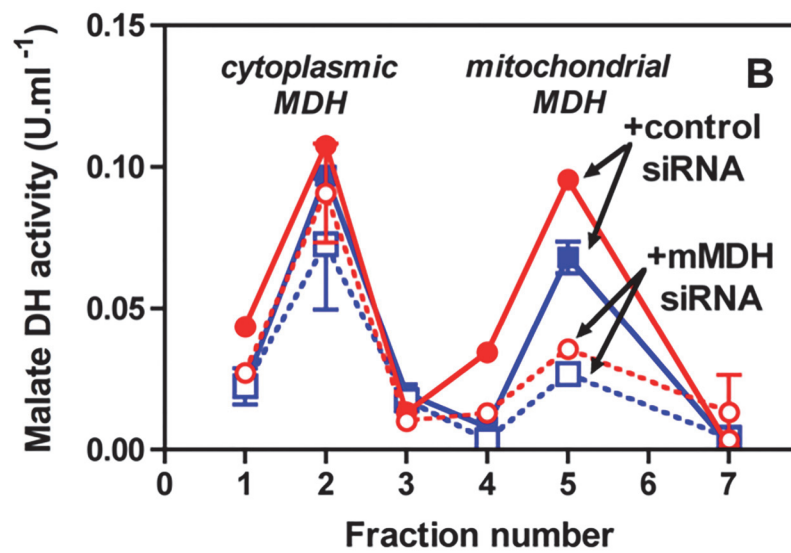 0.15
cytoplasmic
MDH
mitochondrial
MDH
B
+control
siRNA
0.10
+mMDH
siRNA
0.05
0.00
0 1 2 3 4 5 6 7
Fraction number
Malate DH activity (U.ml⁻¹)